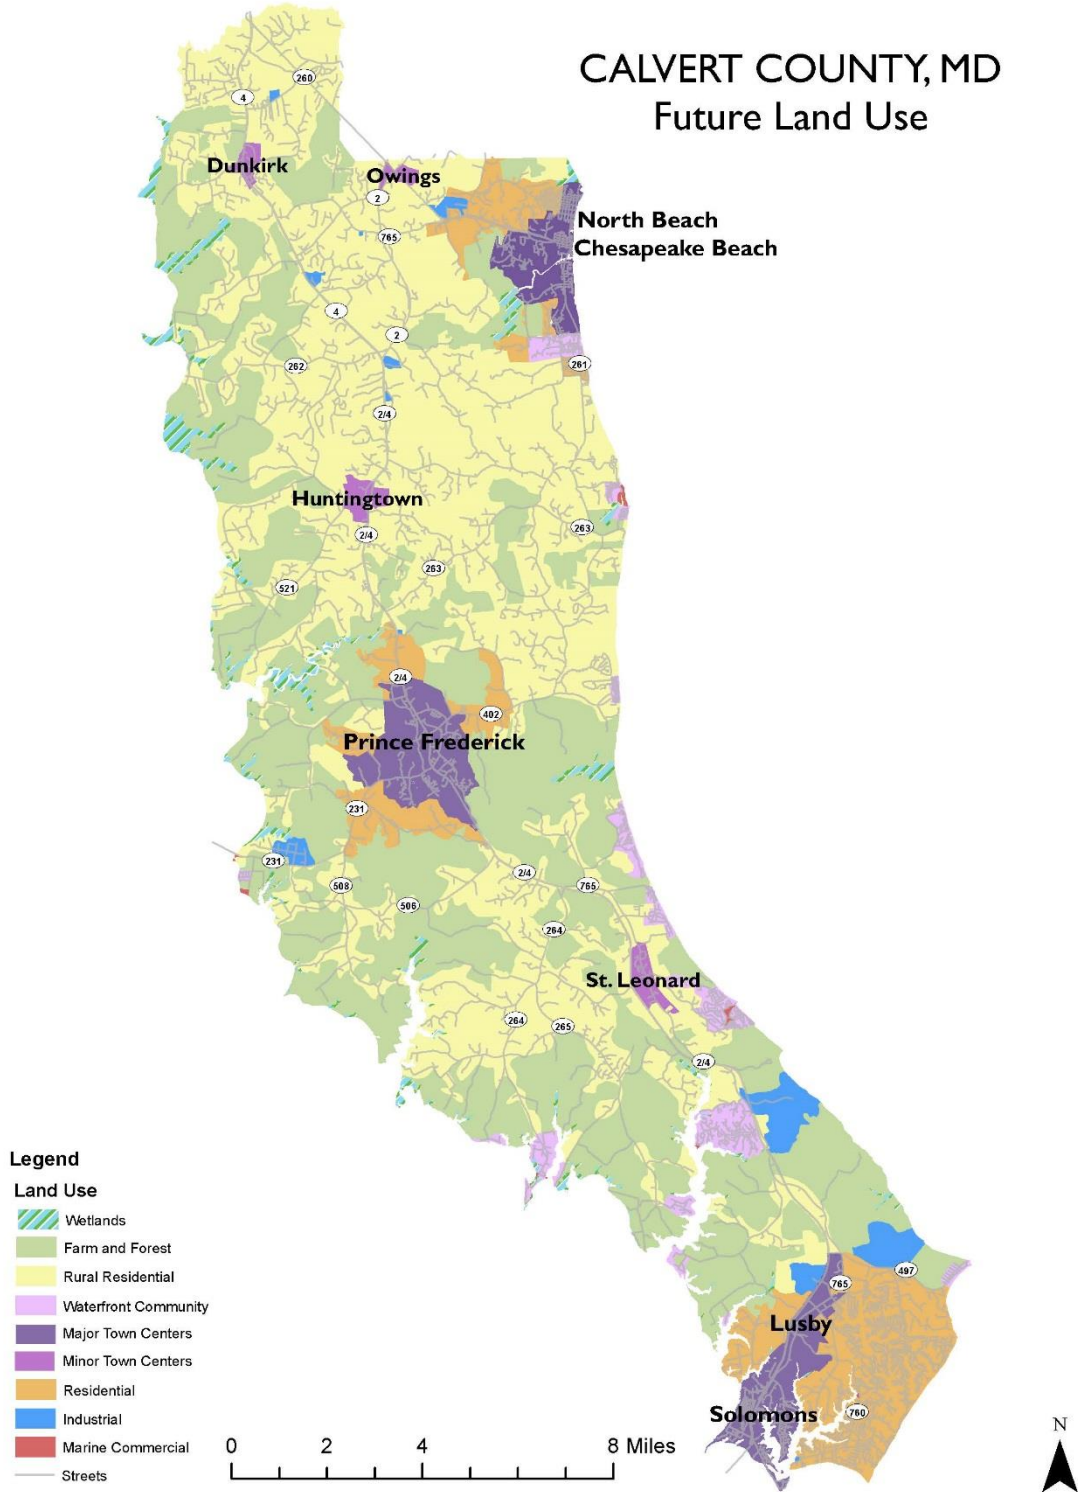 CALVERT COUNTY, MD
Future Land Use
260
4
Dunkirk
Owings
2
765
North Beach
Chesapeake Beach
4
2
262
261
2/4
Huntingtown
263
2/4
263
521
2/4
402
Prince Frederick
231
231
2/4
765
508
506
264
St. Leonard
264
265
2/4
497
765
Lusby
760
Solomons
Legend
Land Use
Wetlands
Farm and Forest
Rural Residential
Waterfront Community
Major Town Centers
Minor Town Centers
Residential
Industrial
Marine Commercial
Streets
0 2 4 8 Miles
N